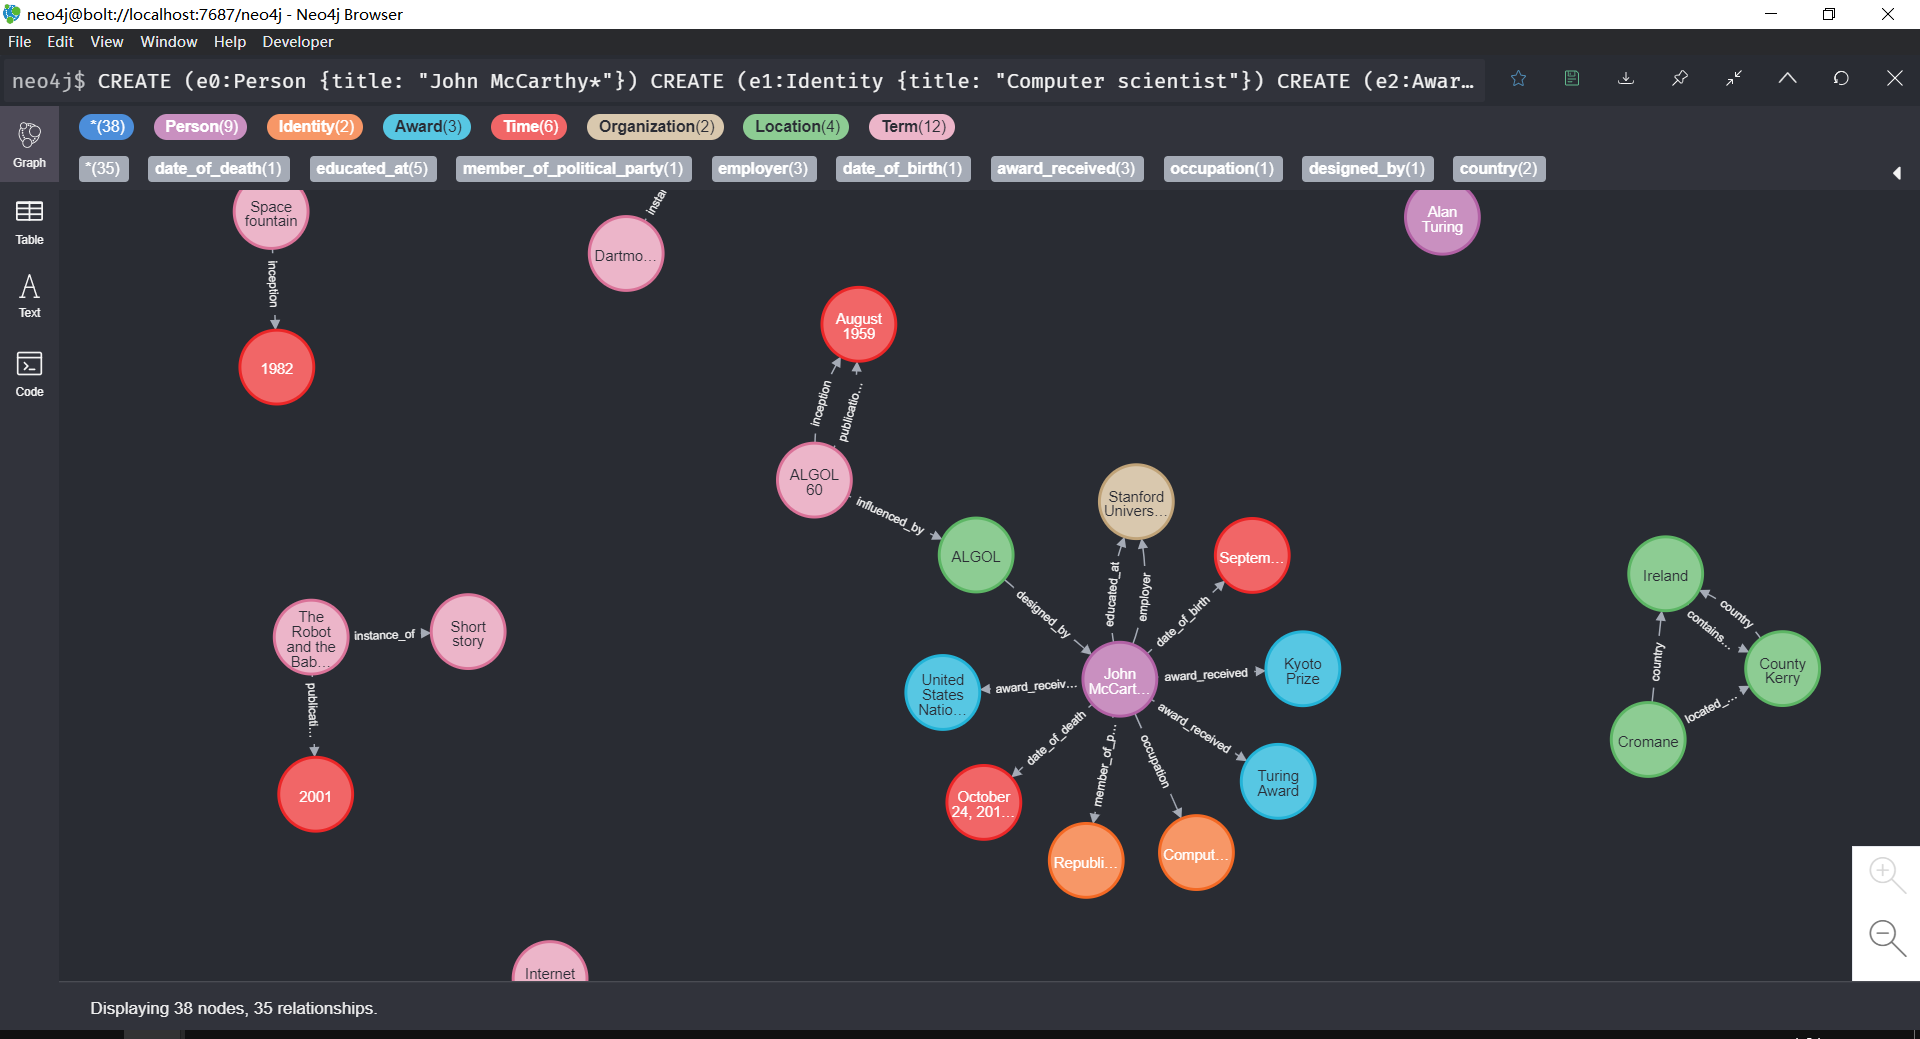 neo4j@bolt://localhost:7687/neo4j - Neo4j Browser
File Edit View Window Help Developer
neo4j$ CREATE (e0:Person {title: "John McCarthy*"}) CREATE (e1:Identity {title: "Computer scientist"}) CREATE (e2:Awar...
*(38) Person(9) Identity(2) Award(3) Time(6) Organization(2) Location(4) Term(12)
*(35) date_of_death(1) educated_at(5) member_of_political_party(1) employer(3) date_of_birth(1) award_received(3) occupation(1) designed_by(1) country(2)
Graph
Table
Text
Code
Space
fountain
inception
1982
Dartmo...
Alan
Turing
August
1959
inception
publicatio...
ALGOL
60
influenced_by
ALGOL
designed_by
Stanford
Univers...
educated_at
employer
Septem...
date_of_birth
John
McCart...
award_received
Kyoto
Prize
award_receiv...
United
States
Natio...
date_of_death
October
24, 201...
member_of_p...
Republi...
occupation
Comput...
award_received
Turing
Award
The
Robot
and the
Bab...
instance_of
Short
story
publicati...
2001
Ireland
country
contains...
County
Kerry
country
located_...
Cromane
Internet
Displaying 38 nodes, 35 relationships.